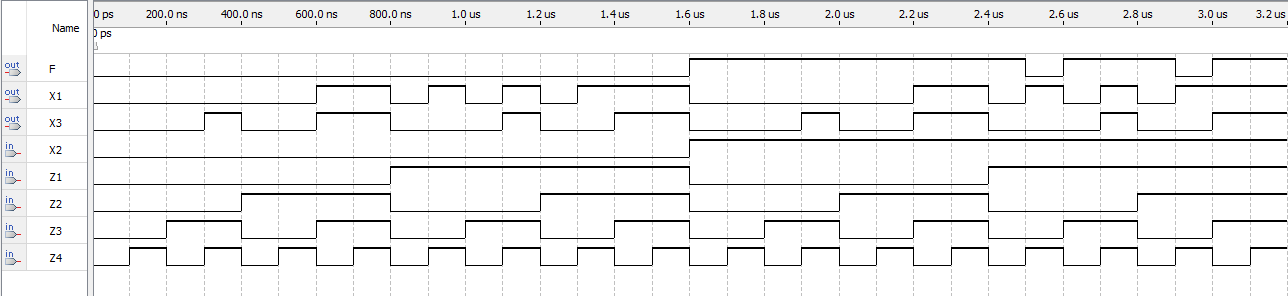 Name
0 ps 200.0 ns 400.0 ns 600.0 ns 800.0 ns 1.0 us 1.2 us 1.4 us 1.6 us 1.8 us 2.0 us 2.2 us 2.4 us 2.6 us 2.8 us 3.0 us 3.2 us
0 ps
out F
out X1
out X3
in X2
in Z1
in Z2
in Z3
in Z4